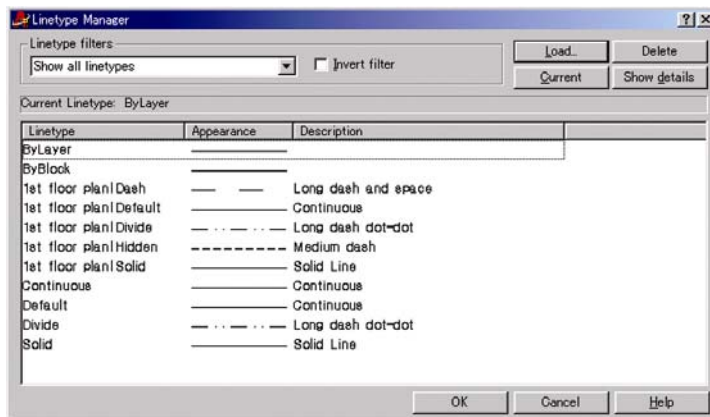 Linetype Manager
Linetype filters
Show all linetypes
Invert filter
Load...
Delete
Current
Show details
Current Linetype: ByLayer
Linetype Appearance Description
ByLayer
ByBlock
1st floor plan|Dash Long dash and space
1st floor plan|Default Continuous
1st floor plan|Divide Long dash dot-dot
1st floor plan|Hidden Medium dash
1st floor plan|Solid Solid Line
Continuous Continuous
Default Continuous
Divide Long dash dot-dot
Solid Solid Line
OK Cancel Help